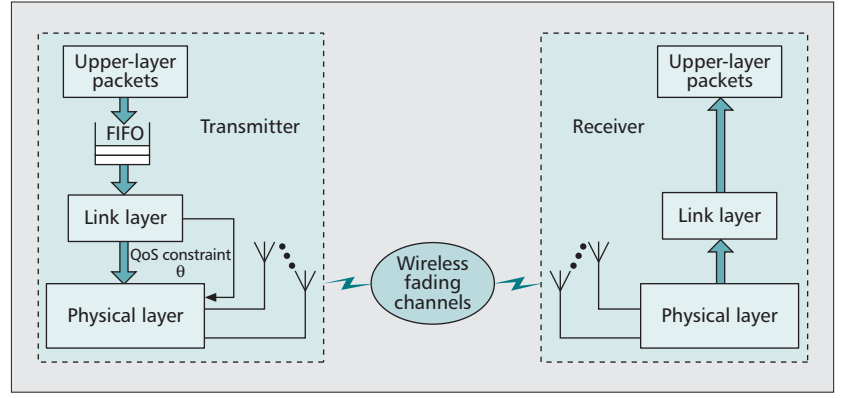 Upper-layer
packets
FIFO
Transmitter
Link layer
QoS constraint
θ
Physical layer
Wireless
fading
channels
Upper-layer
packets
Receiver
Link layer
Physical layer